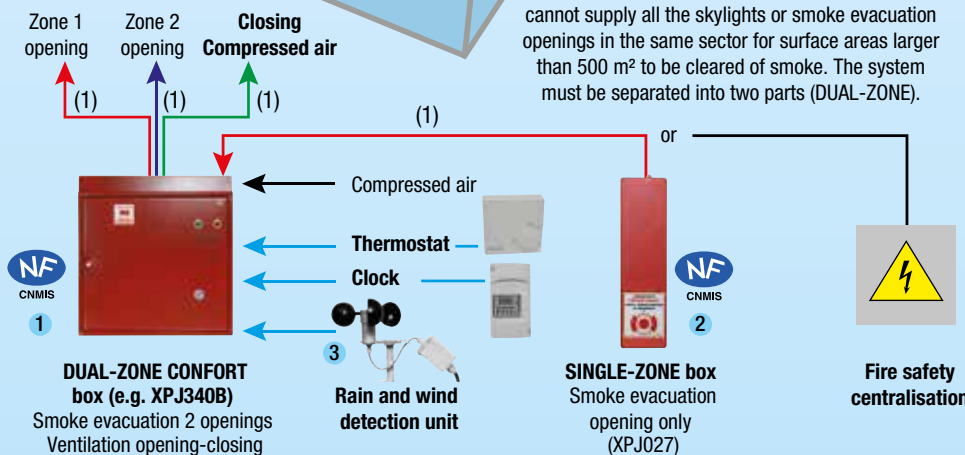 cannot supply all the skylights or smoke evacuation
openings in the same sector for surface areas larger
than 500 m² to be cleared of smoke. The system
must be separated into two parts (DUAL-ZONE).
Zone 1
opening
Zone 2
opening
Closing
Compressed air
(1)
(1)
(1)
(1)
or
Compressed air
Thermostat
Clock
NF
CNMIS
1
3
NF
CNMIS
2
DUAL-ZONE CONFORT
box (e.g. XPJ340B)
Smoke evacuation 2 openings
Ventilation opening-closing
Rain and wind
detection unit
SINGLE-ZONE box
Smoke evacuation
opening only
(XPJ027)
Fire safety
centralisation